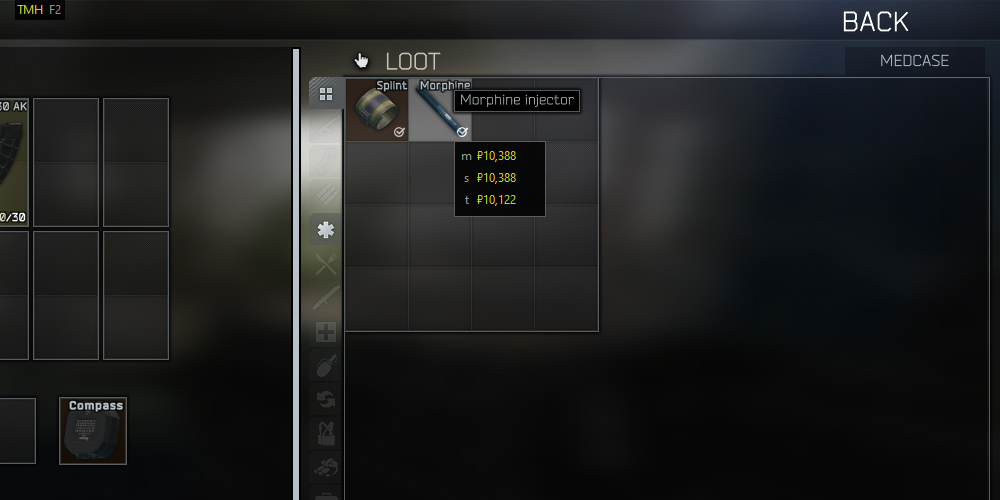 TMH F2
BACK
LOOT
MEDCASE
Splint
Morphine
Morphine injector
30 AK
m ₽10,388
s ₽10,388
t ₽10,122
0/30
Compass